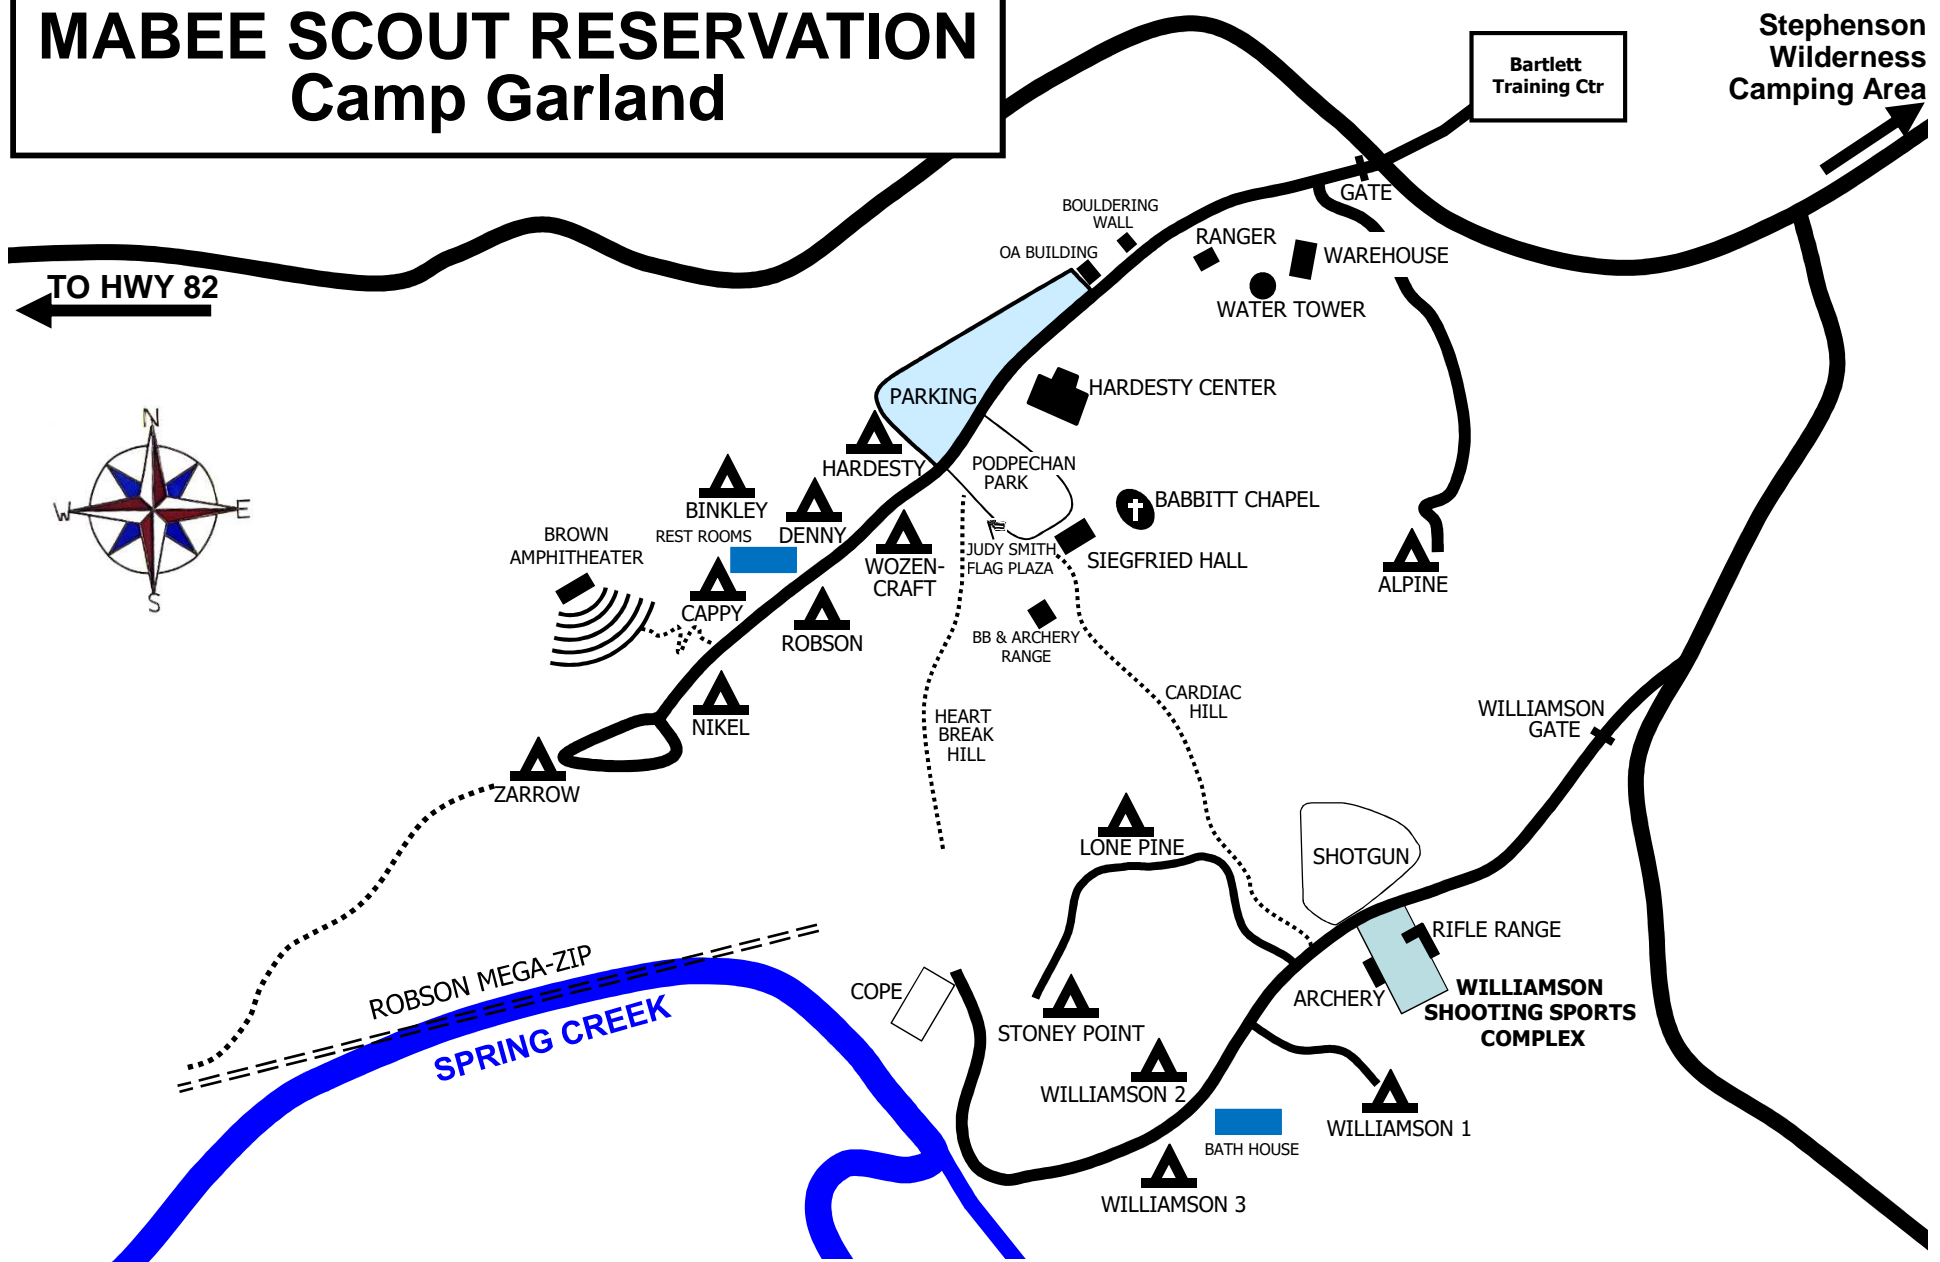 MABEE SCOUT RESERVATION
Camp Garland
Stephenson
Wilderness
Camping Area
Bartlett
Training Ctr
GATE
BOULDERING
WALL
OA BUILDING
RANGER
WAREHOUSE
WATER TOWER
TO HWY 82
PARKING
HARDESTY CENTER
N
W
E
S
HARDESTY
PODPECHAN
PARK
BABBITT CHAPEL
BINKLEY
DENNY
REST ROOMS
BROWN
AMPHITHEATER
WOZEN-
CRAFT
JUDY SMITH
FLAG PLAZA
SIEGFRIED HALL
ALPINE
CAPPY
ROBSON
BB & ARCHERY
RANGE
CARDIAC
HILL
NIKEL
HEART
BREAK
HILL
WILLIAMSON
GATE
ZARROW
LONE PINE
SHOTGUN
RIFLE RANGE
ROBSON MEGA-ZIP
SPRING CREEK
COPE
ARCHERY
WILLIAMSON
SHOOTING SPORTS
COMPLEX
STONEY POINT
WILLIAMSON 2
WILLIAMSON 1
BATH HOUSE
WILLIAMSON 3